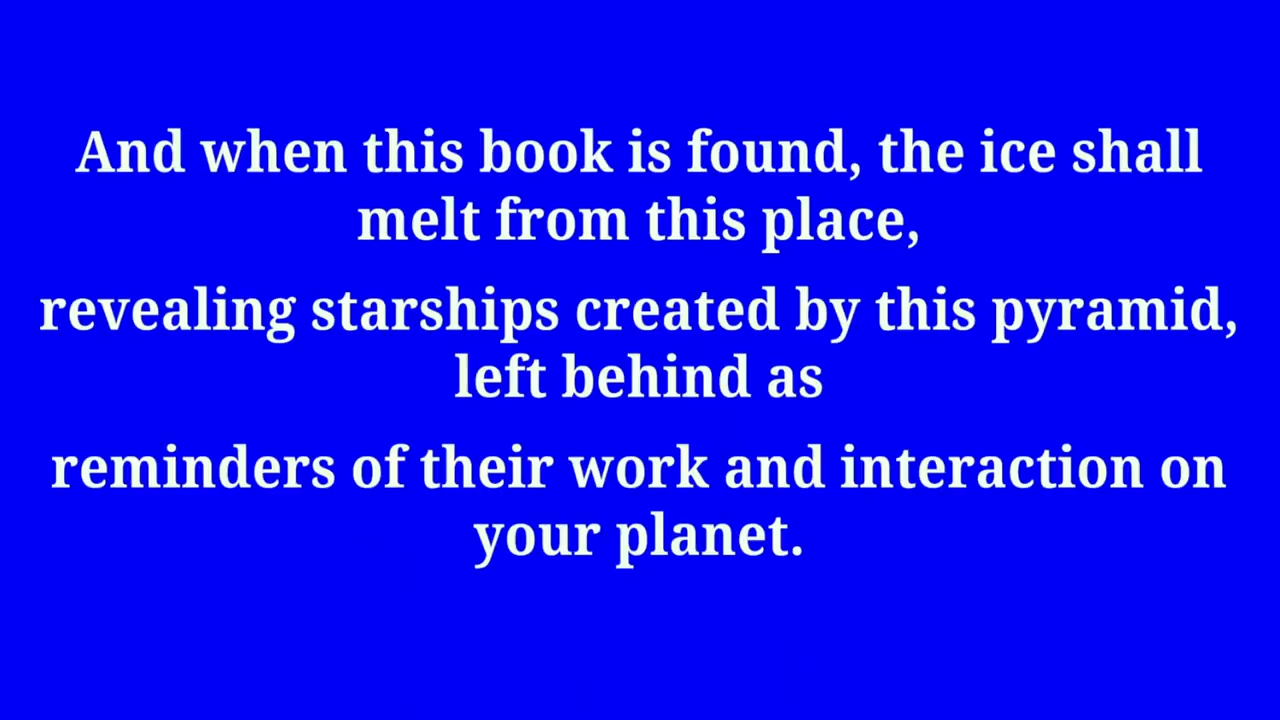 And when this book is found, the ice shall
melt from this place,
revealing starships created by this pyramid,
left behind as
reminders of their work and interaction on
your planet.